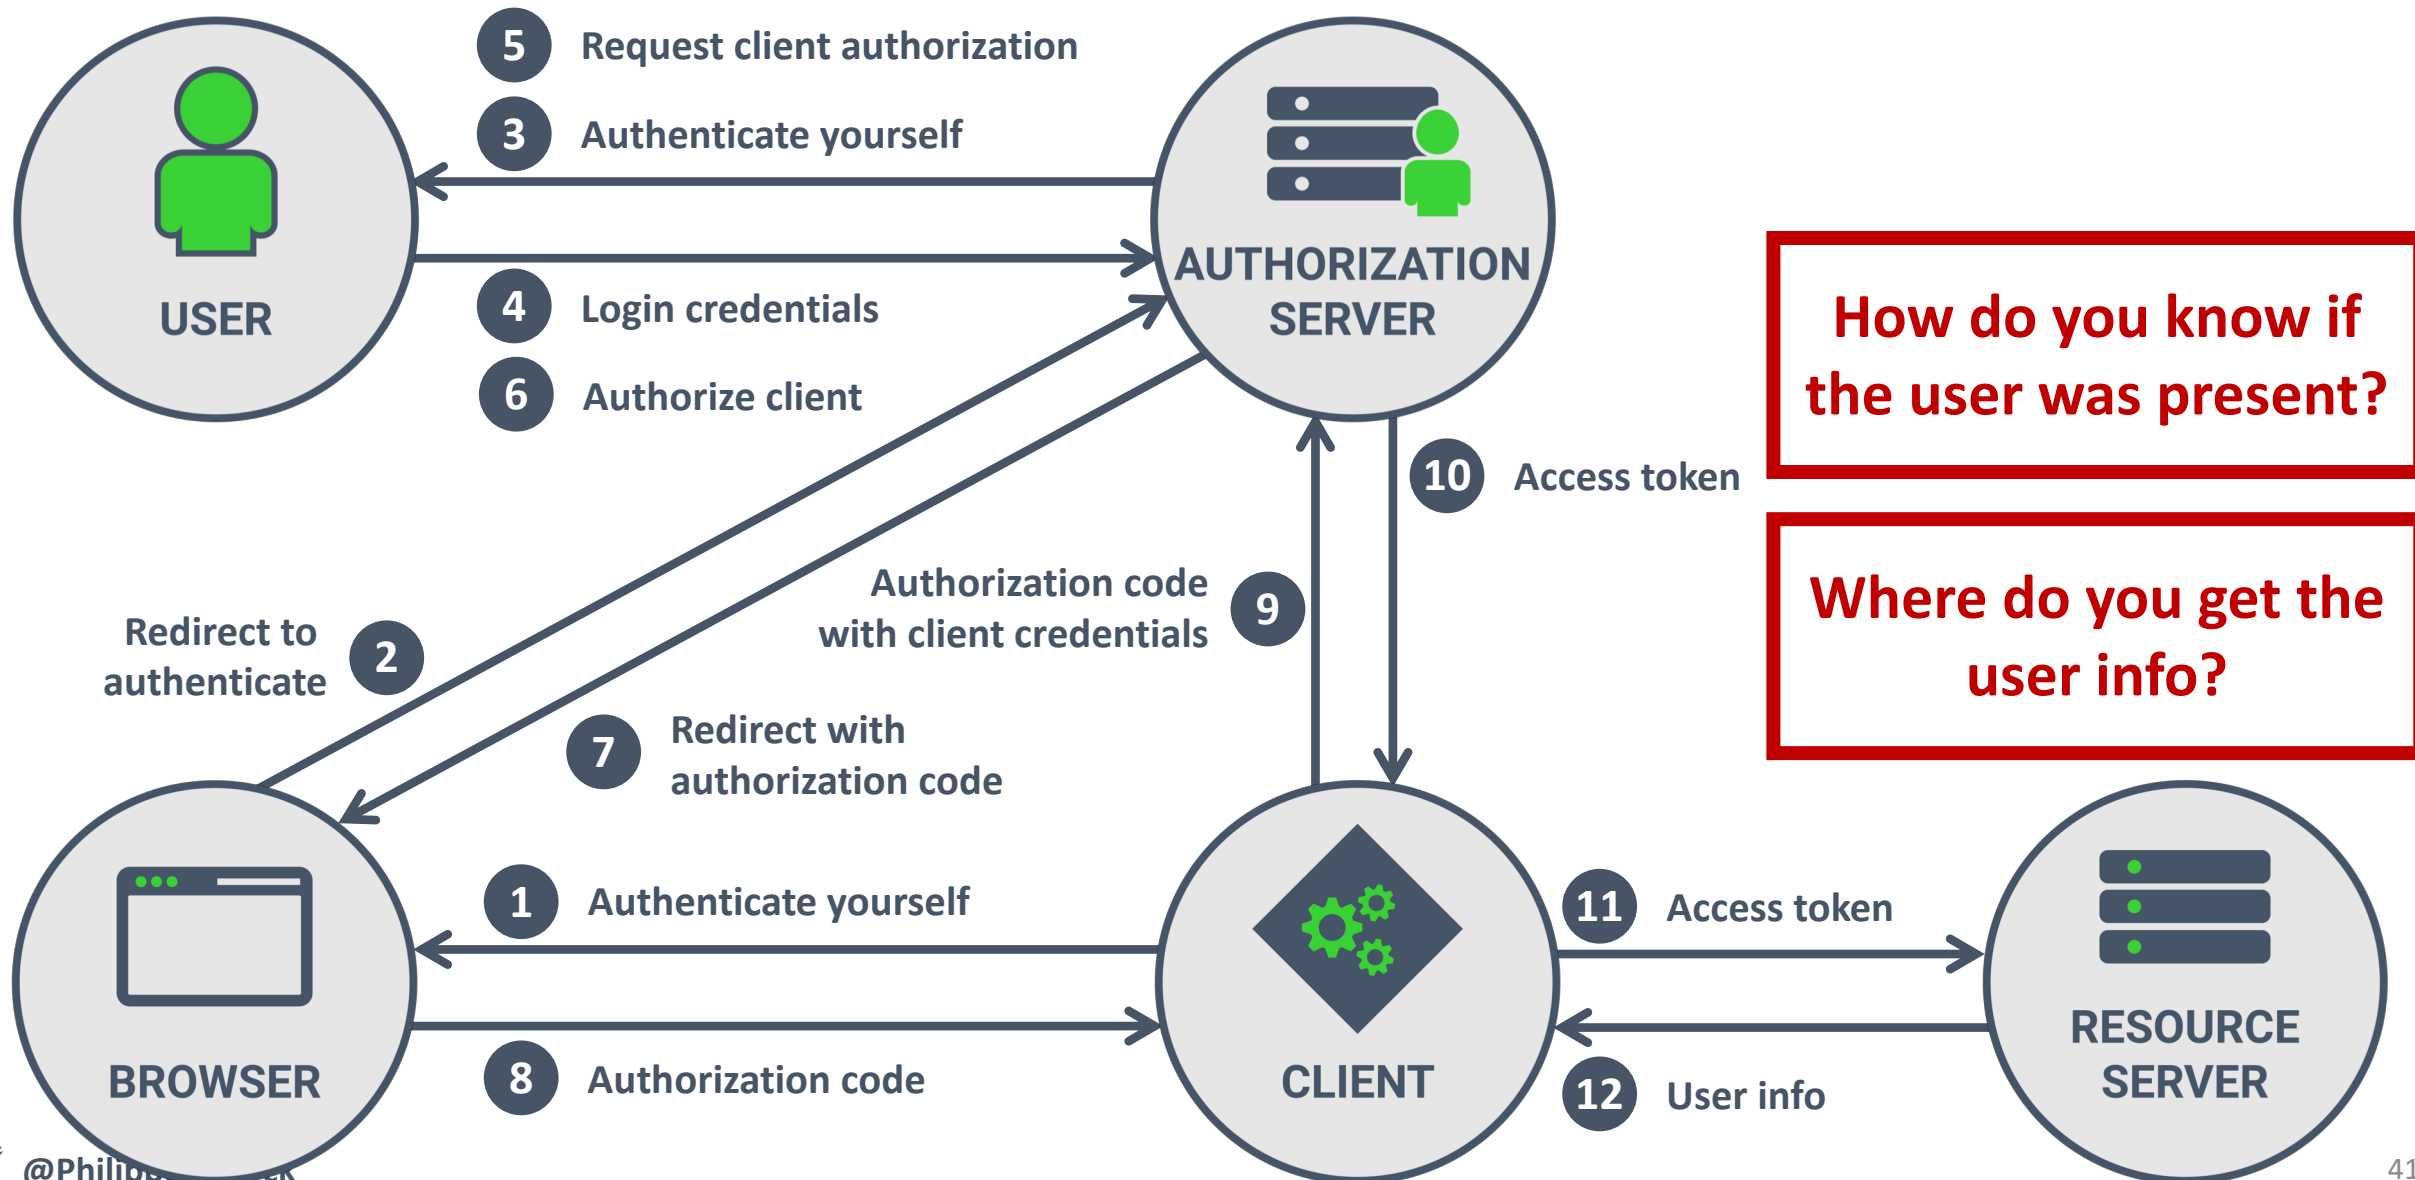 5 Request client authorization
3 Authenticate yourself
USER
4 Login credentials
6 Authorize client
AUTHORIZATION
SERVER
How do you know if
the user was present?
10 Access token
Where do you get the
user info?
Authorization code
with client credentials
9
Redirect to
authenticate
2
7
Redirect with
authorization code
1 Authenticate yourself
11 Access token
BROWSER
8 Authorization code
CLIENT
12 User info
RESOURCE
SERVER
41